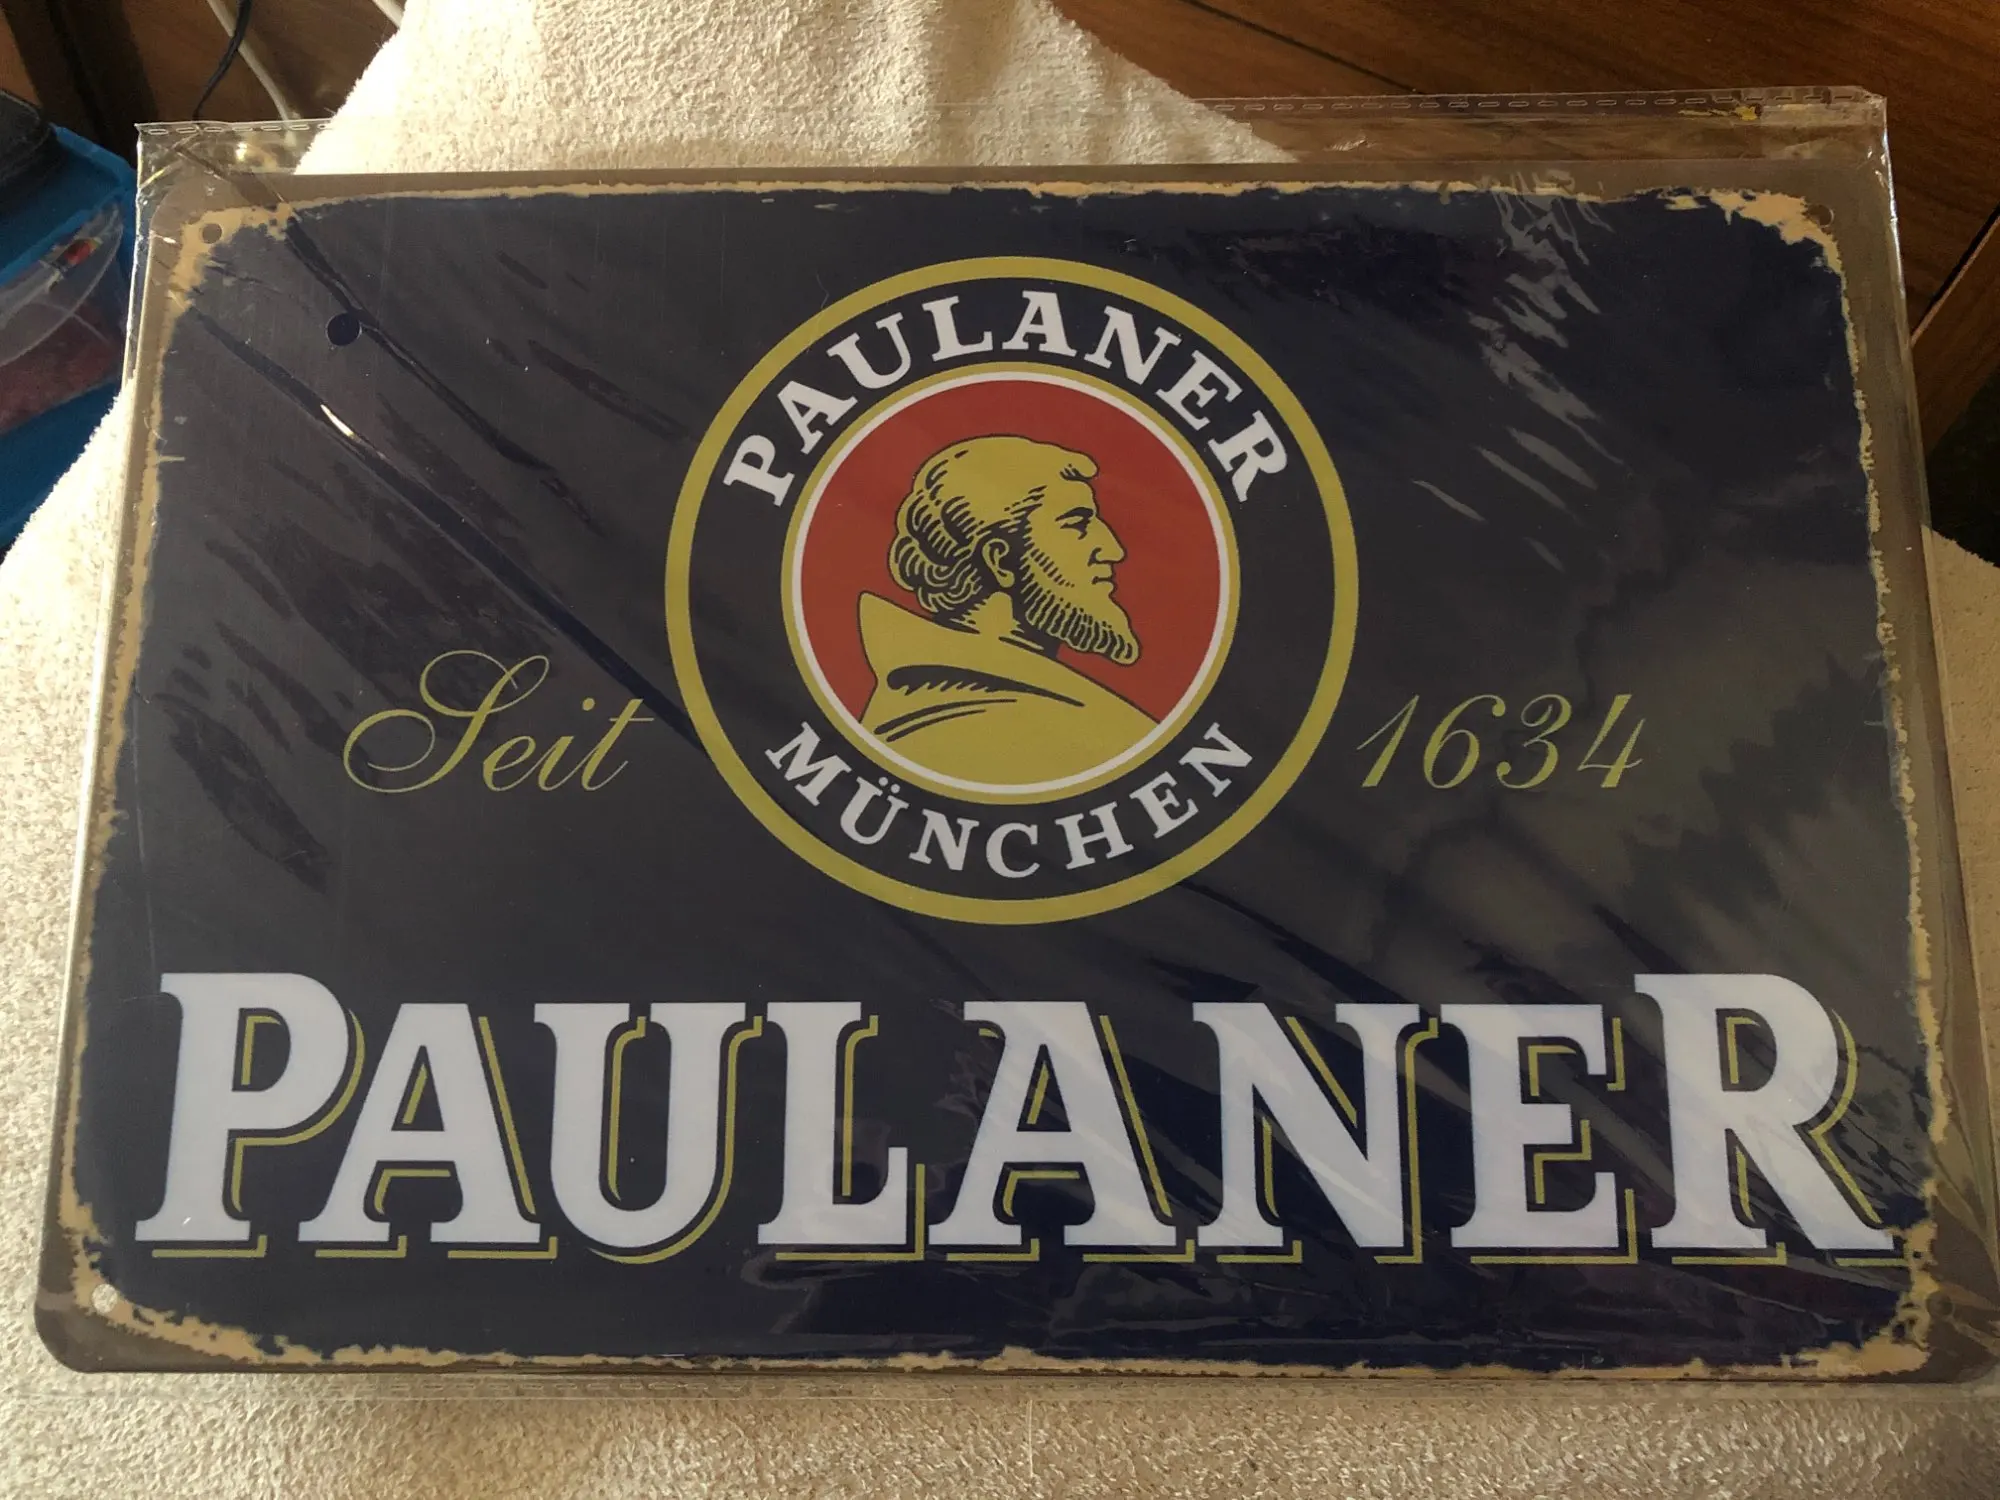 PAULANER
MÜNCHEN
Seit 1634
PAULANER